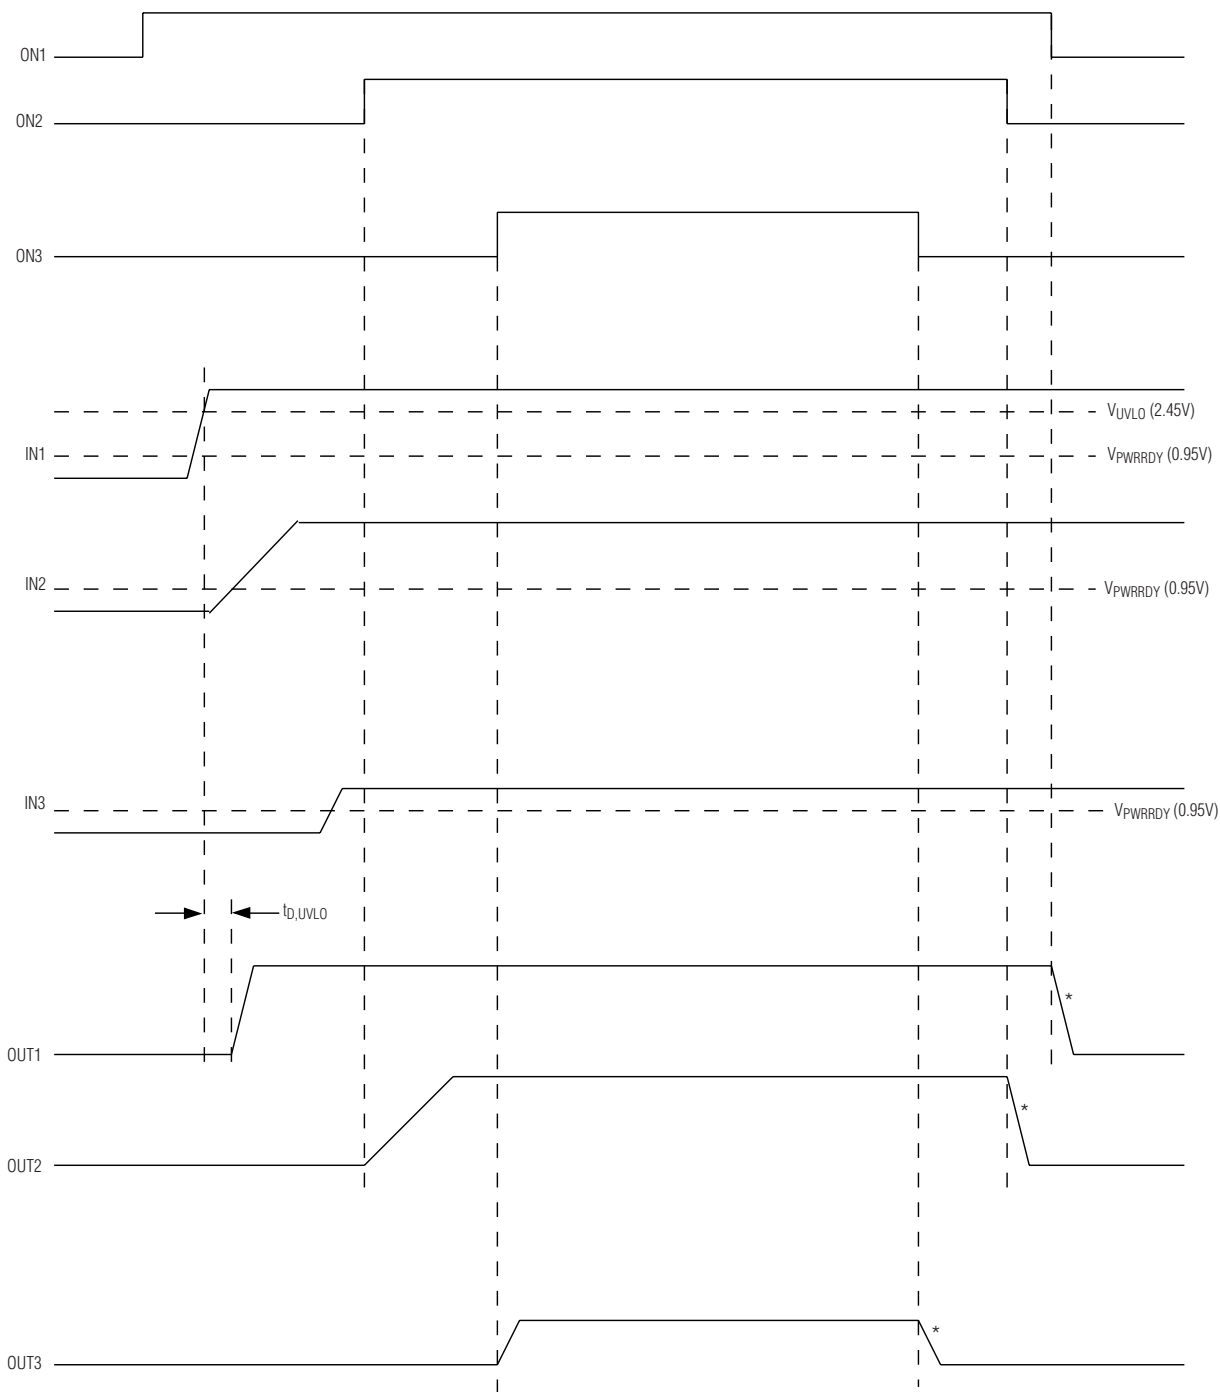 ON1
ON2
ON3
VUVLO (2.45V)
IN1
VPWRRDY (0.95V)
IN2
VPWRRDY (0.95V)
IN3
VPWRRDY (0.95V)
tD,UVLO
*
OUT1
*
OUT2
*
OUT3